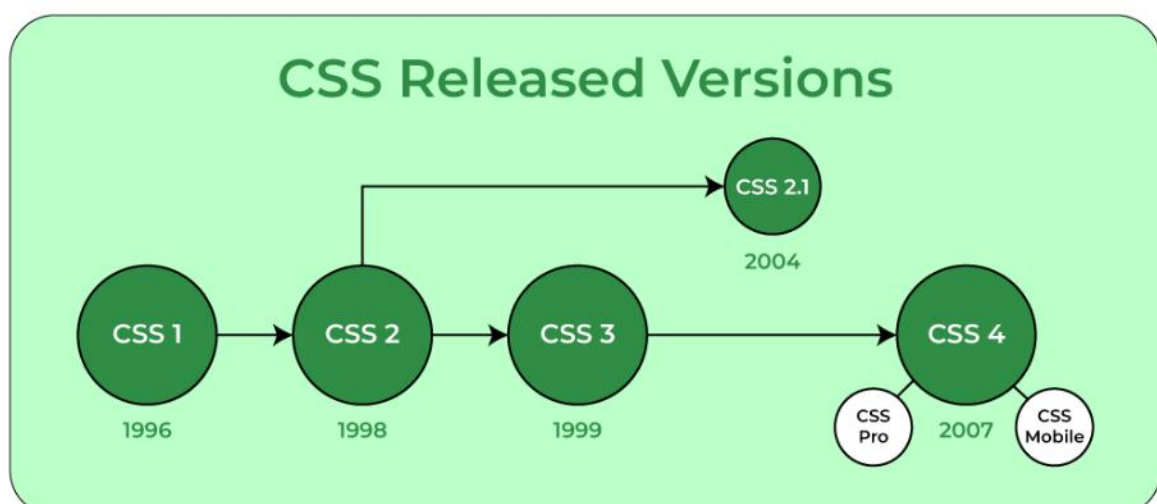 CSS Released Versions
CSS 2.1
2004
CSS 1
CSS 2
CSS 3
CSS 4
1996
1998
1999
CSS
Pro
2007
CSS
Mobile